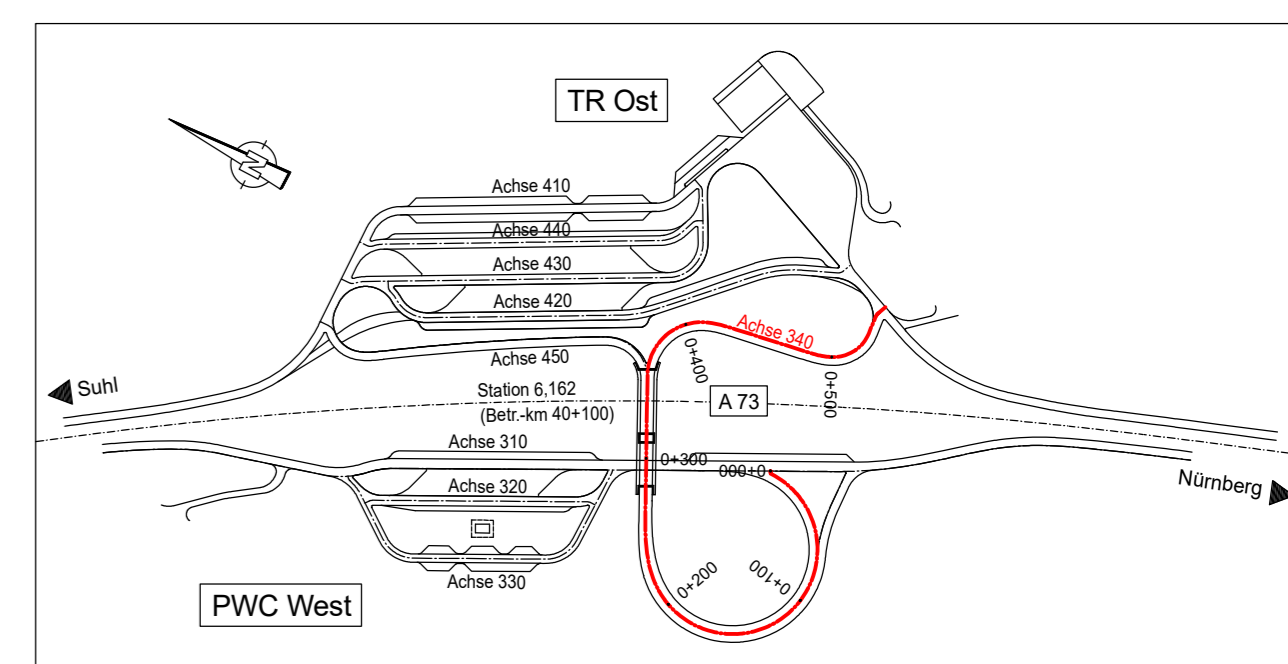 TR Ost
N
Achse 410
Achse 440
Achse 430
Achse 420
Achse 340
Achse 450
0+400
0+500
Suhl
Station 6,162
(Betr.-km 40+100)
A 73
Achse 310
0+300
0+000
Nürnberg
Achse 320
Achse 330
0+200
0+100
PWC West